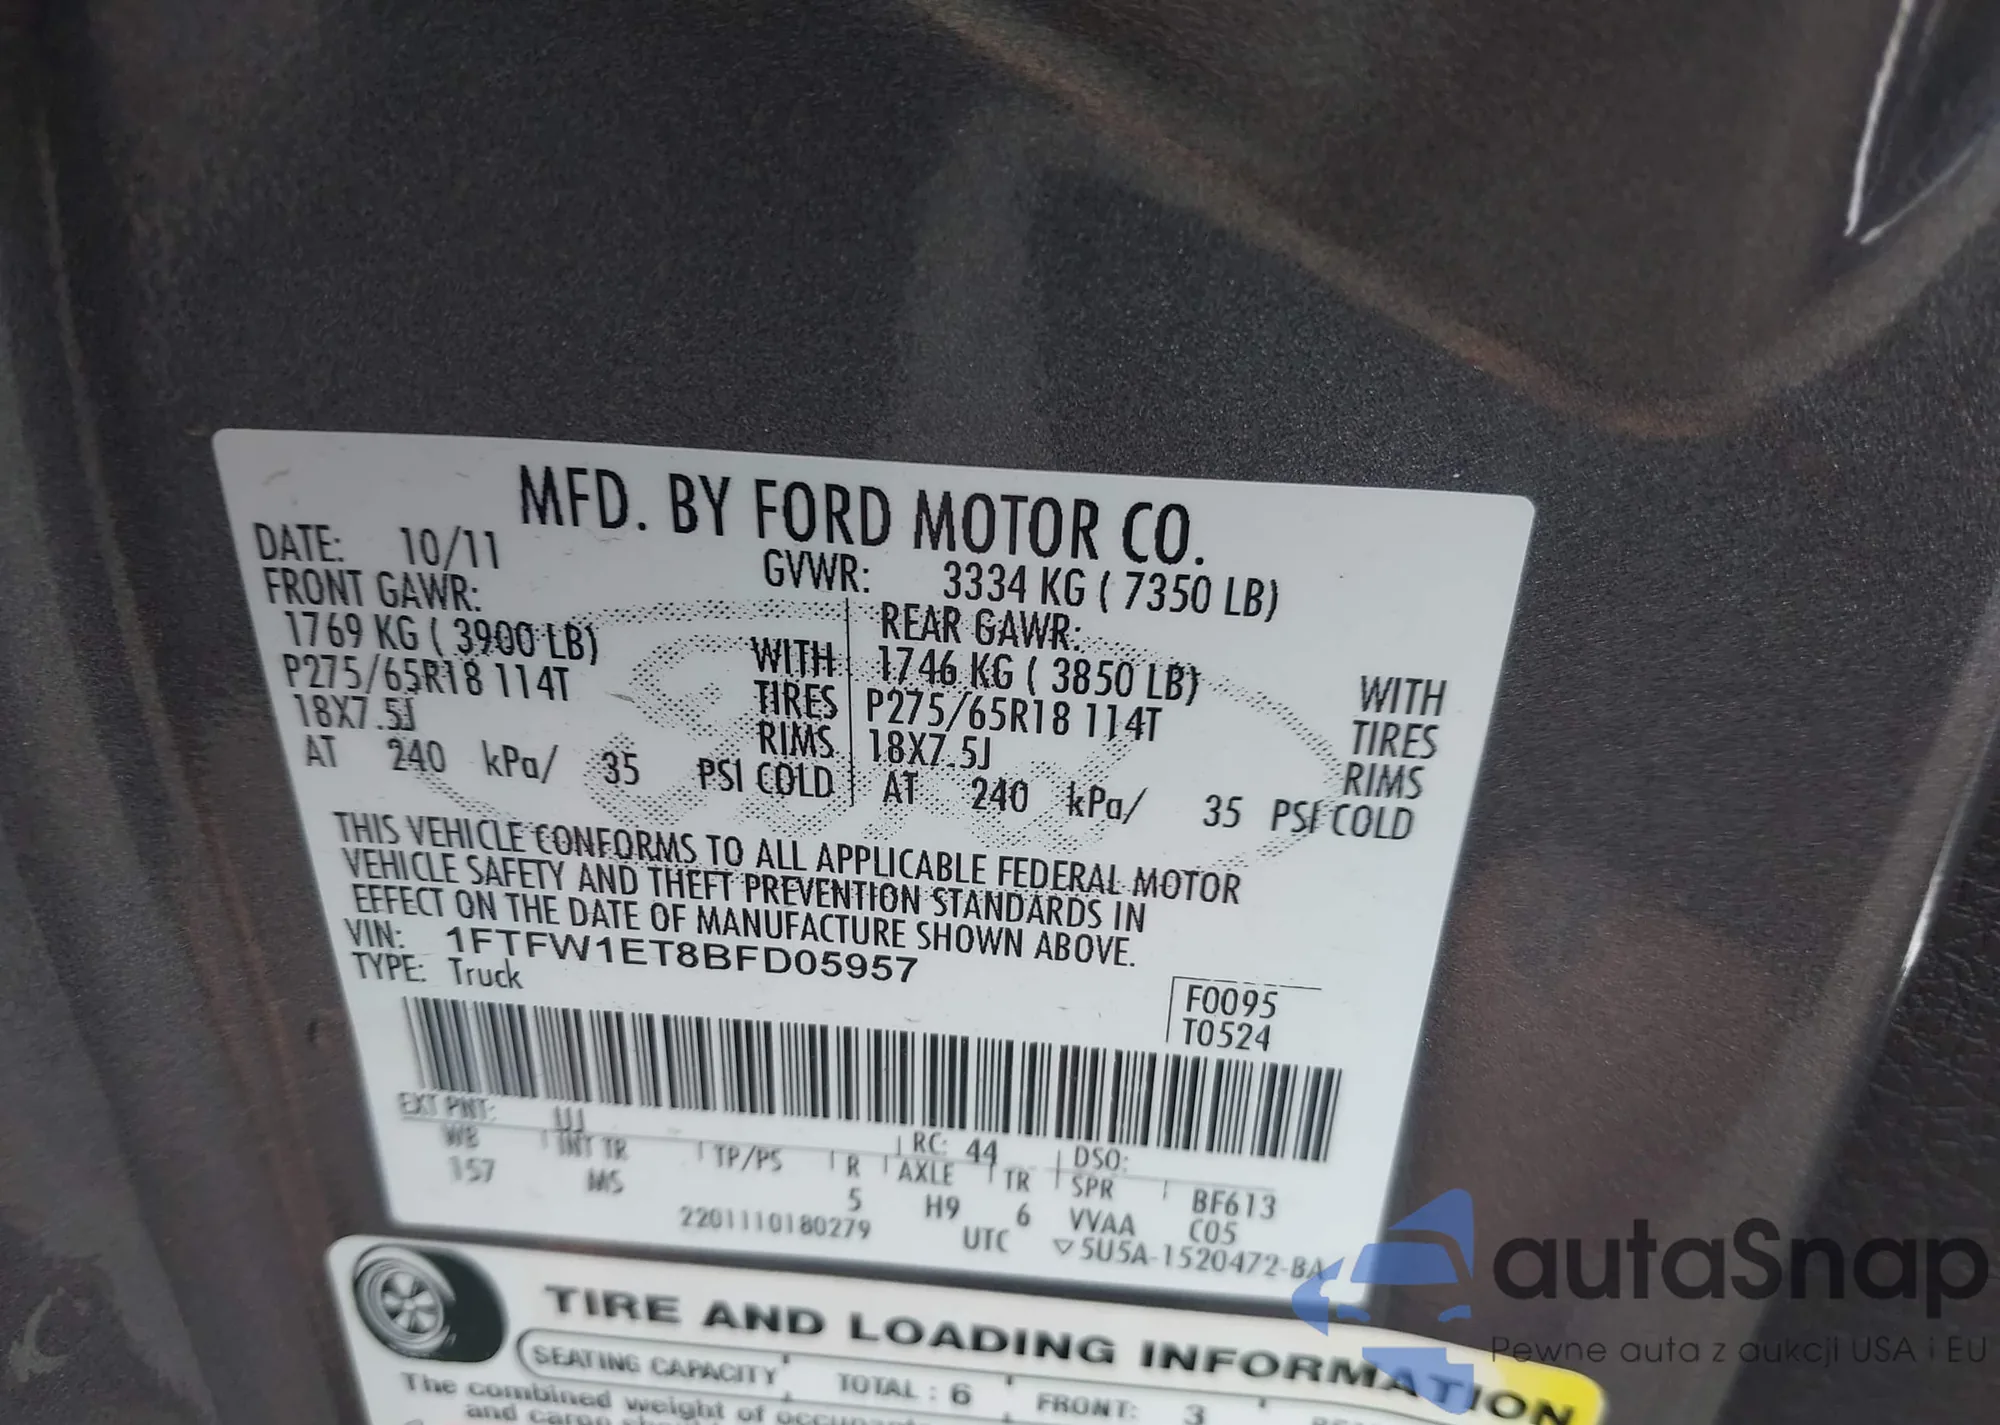 MFD. BY FORD MOTOR CO.
DATE: 10/11 GVWR: 3334 KG ( 7350 LB)
FRONT GAWR: REAR GAWR:
1769 KG ( 3900 LB) WITH 1746 KG ( 3850 LB) WITH
P275/65R18 114T TIRES P275/65R18 114T TIRES
18X7.5J RIMS 18X7.5J RIMS
AT 240 kPa/ 35 PSI COLD AT 240 kPa/ 35 PSI COLD
THIS VEHICLE CONFORMS TO ALL APPLICABLE FEDERAL MOTOR
VEHICLE SAFETY AND THEFT PREVENTION STANDARDS IN
EFFECT ON THE DATE OF MANUFACTURE SHOWN ABOVE.
VIN: 1FTFW1ET8BFD05957
TYPE: Truck
F0095
T0524
EXT PNT: UJ RC: 44 DSO:
WB INT TR TP/PS R AXLE TR SPR BF613
157 MS 5 H9 6 VVAA C05
2201110180279 UTC ▽5U5A-1520472-BA
TIRE AND LOADING INFORMATION
SEATING CAPACITY TOTAL : 6 FRONT: 3
The combined weight of
and cargo
autaSnap
Pewne auta z aukcji USA i EU